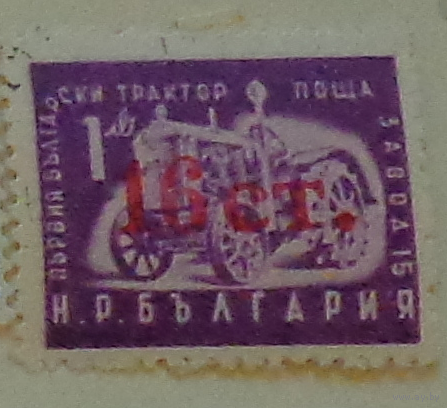 ПЪРВИЯ БЪЛГАРСКИ ТРАКТОР
ПОЩА
ЗАВОД 15
1 лв
16 ст.
Н.Р.БЪЛГАРИЯ